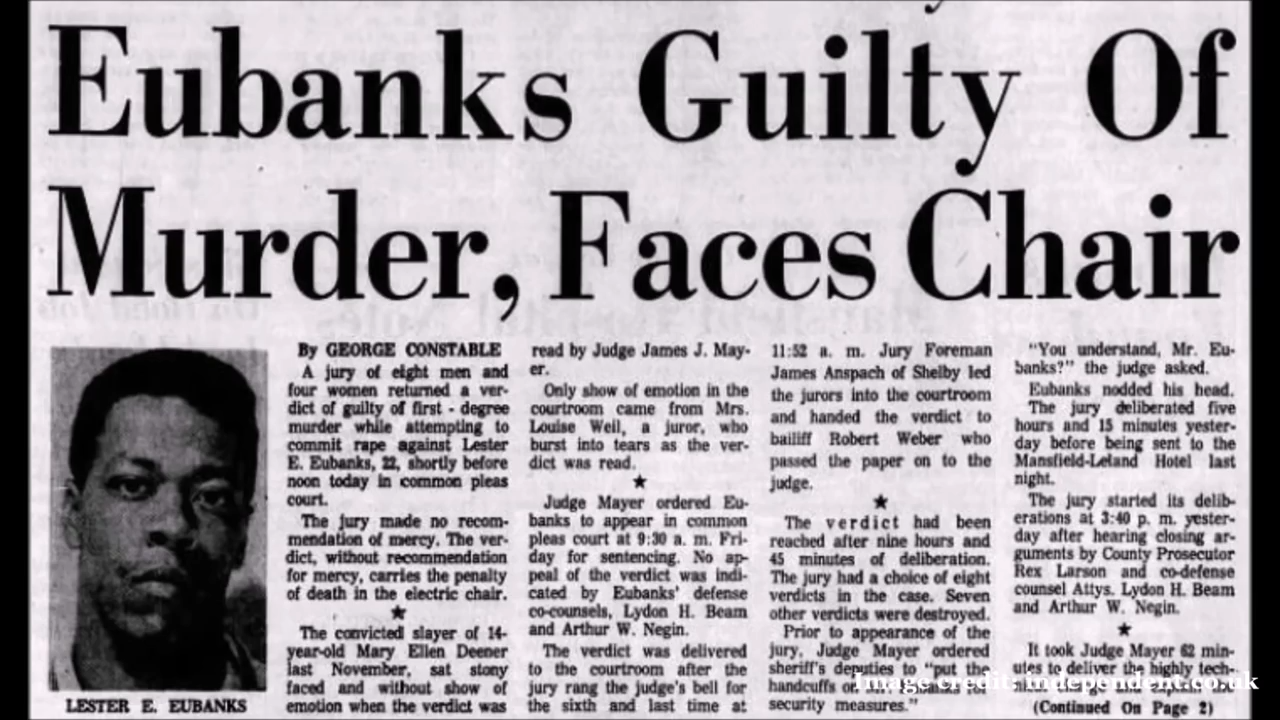 Eubanks Guilty Of
Murder, Faces Chair
LESTER E. EUBANKS
By GEORGE CONSTABLE
A jury of eight men and
four women returned a ver-
dict of guilty of first - degree
murder while attempting to
commit rape against Lester
E. Eubanks, 22, shortly before
noon today in common pleas
court.
The jury made no recom-
mendation of mercy. The ver-
dict, without recommendation
for mercy, carries the penalty
of death in the electric chair.
★
The convicted slayer of 14-
year-old Mary Ellen Deener
last November, sat stony
faced and without show of
emotion when the verdict was
read by Judge James J. May-
er.
Only show of emotion in the
courtroom came from Mrs.
Louise Weil, a juror, who
burst into tears as the ver-
dict was read.
★
Judge Mayer ordered Eu-
banks to appear in common
pleas court at 9:30 a. m. Fri-
day for sentencing. No ap-
peal of the verdict was indi-
cated by Eubanks' defense
co-counsels, Lydon H. Beam
and Arthur W. Negin.
The verdict was delivered
to the courtroom after the
jury rang the judge's bell for
the sixth and last time at
11:52 a. m. Jury Foreman
James Anspach of Shelby led
the jurors into the courtroom
and handed the verdict to
bailiff Robert Weber who
passed the paper on to the
judge.
★
The verdict had been
reached after nine hours and
45 minutes of deliberation.
The jury had a choice of eight
verdicts in the case. Seven
other verdicts were destroyed.
Prior to appearance of the
jury, Judge Mayer ordered
sheriff's deputies to "put the
handcuffs on
security measures."
"You understand, Mr. Eu-
banks?" the judge asked.
Eubanks nodded his head.
The jury deliberated five
hours and 15 minutes yester-
day before being sent to the
Mansfield-Leland Hotel last
night.
The jury started its delib-
erations at 3:40 p. m. yester-
day after hearing closing ar-
guments by County Prosecutor
Rex Larson and co-defense
counsel Attys. Lydon H. Beam
and Arthur W. Negin.
★
It took Judge Mayer 62 min-
utes to deliver the highly tech-
(Continued On Page 2)
Image credit: independent.co.uk